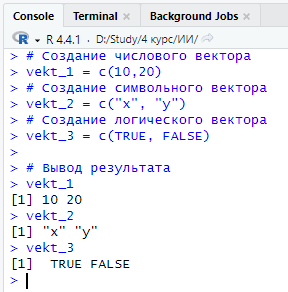 Console Terminal × Background Jobs ×
R 4.4.1 · D:/Study/4 курс/ИИ/
> # Создание числового вектора
> vekt_1 = c(10,20)
> # Создание символьного вектора
> vekt_2 = c("x", "y")
> # Создание логического вектора
> vekt_3 = c(TRUE, FALSE)
>
> # Вывод результата
> vekt_1
[1] 10 20
> vekt_2
[1] "x" "y"
> vekt_3
[1]  TRUE FALSE
>